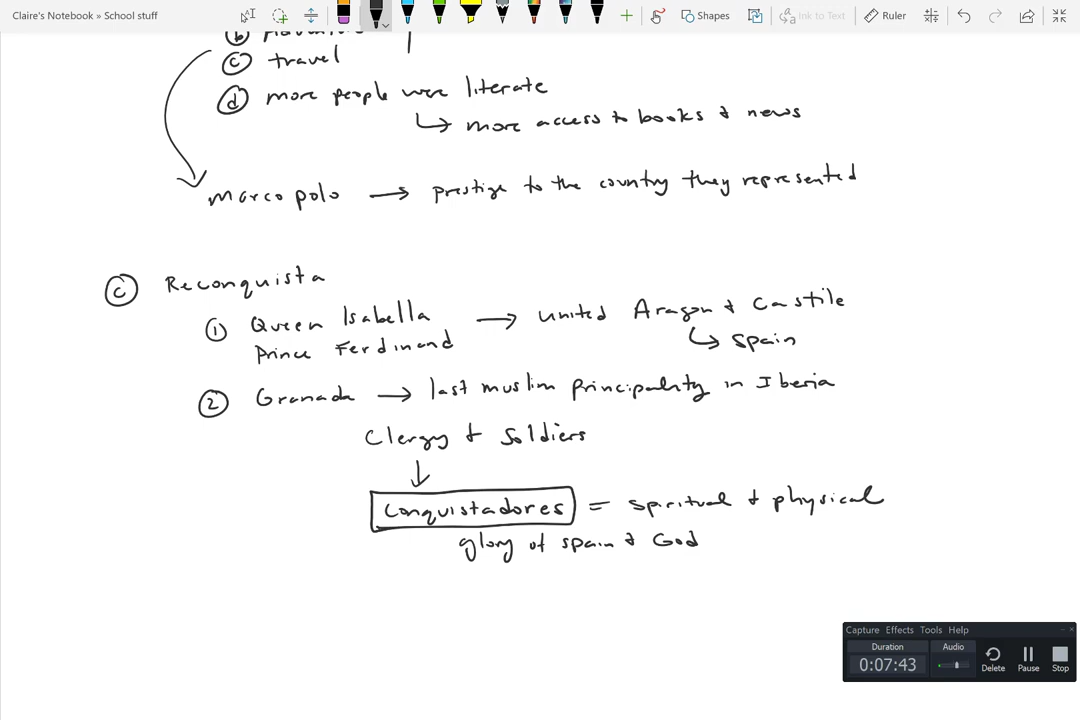 Claire's Notebook » School stuff
Shapes
Ink to Text
Ruler
(b)
(c) travel
(d) more people were literate
↳ more access to books & news
marco polo → prestige to the country they represented
(C) Reconquista
(1) Queen Isabella
Prince Ferdinand → united Aragon & Castile
↳ spain
(2) Granada → last muslim principality in Iberia
Clergy + soldiers
↓
conquistadores = spiritual & physical
glory of spain & God
Capture Effects Tools Help
Duration Audio
0:07:43
Delete Pause Stop